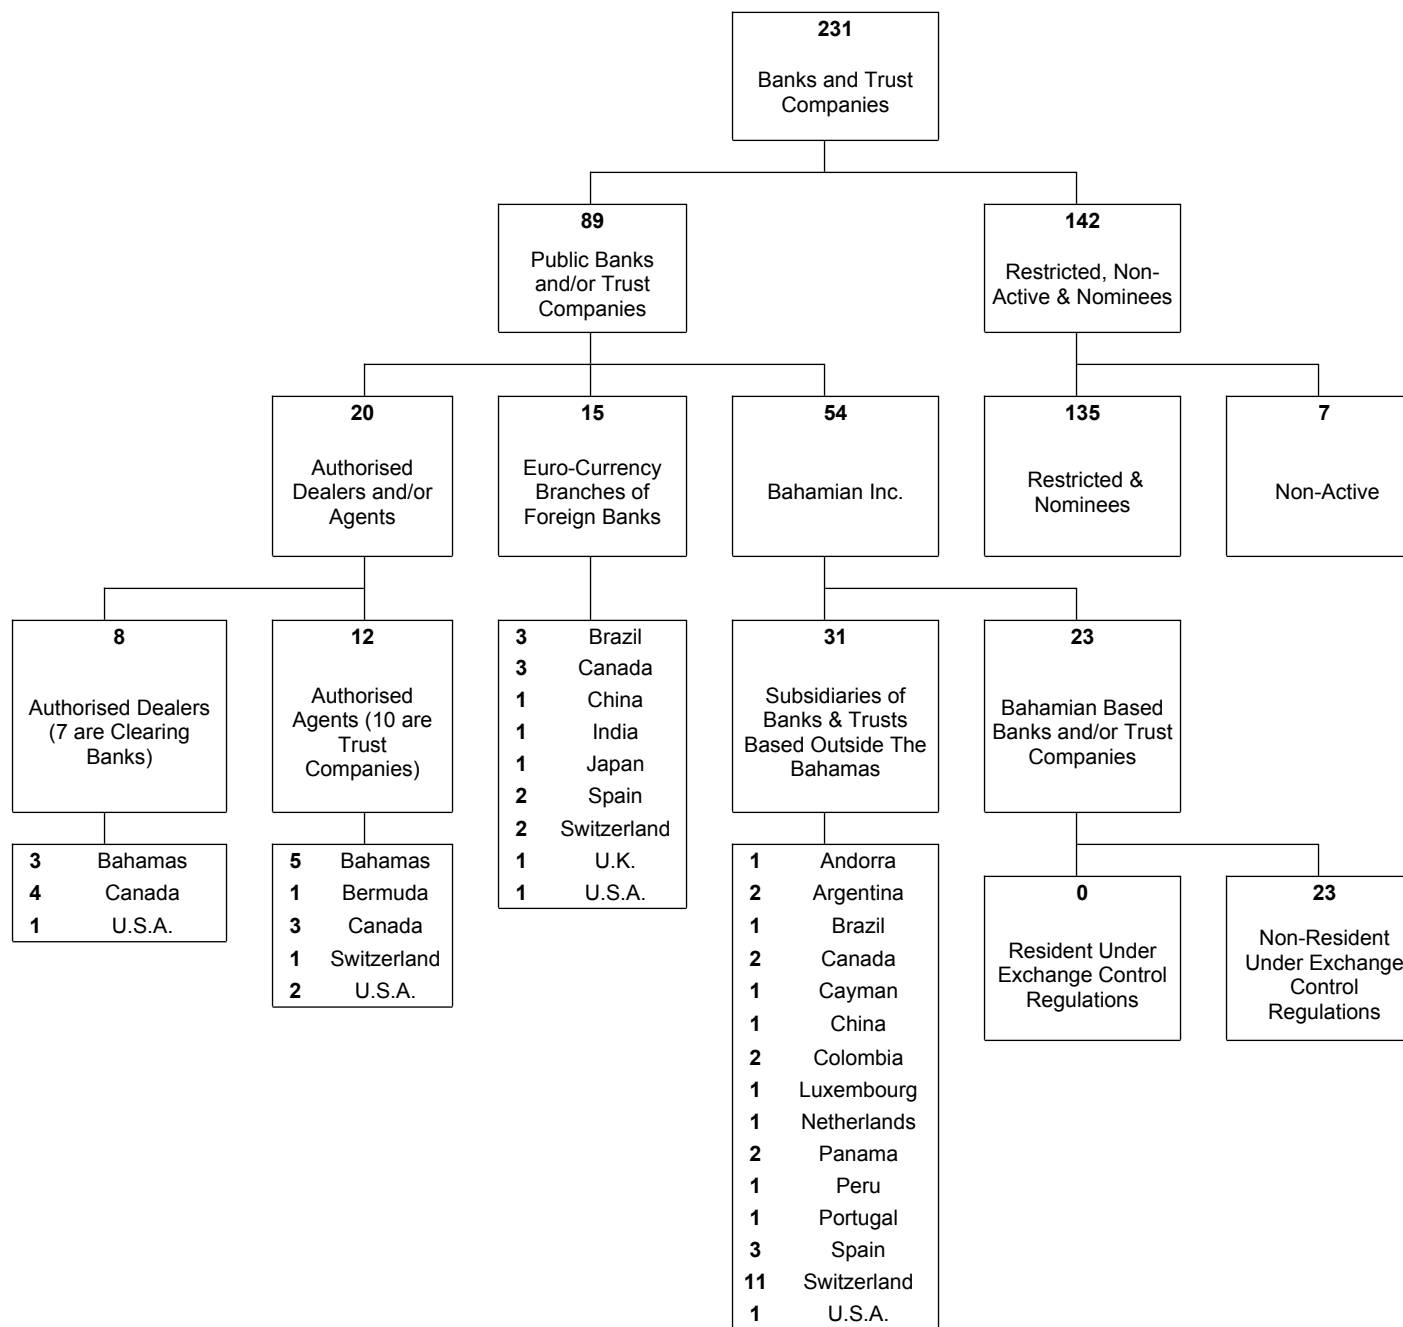 231
Banks and Trust
Companies
89
Public Banks
and/or Trust
Companies
142
Restricted, Non-
Active & Nominees
20
Authorised
Dealers and/or
Agents
15
Euro-Currency
Branches of
Foreign Banks
54
Bahamian Inc.
135
Restricted &
Nominees
7
Non-Active
8
Authorised Dealers
(7 are Clearing
Banks)
12
Authorised
Agents (10 are
Trust
Companies)
3 Brazil
3 Canada
1 China
1 India
1 Japan
2 Spain
2 Switzerland
1 U.K.
1 U.S.A.
31
Subsidiaries of
Banks & Trusts
Based Outside The
Bahamas
23
Bahamian Based
Banks and/or Trust
Companies
3 Bahamas
4 Canada
1 U.S.A.
5 Bahamas
1 Bermuda
3 Canada
1 Switzerland
2 U.S.A.
1 Andorra
2 Argentina
1 Brazil
2 Canada
1 Cayman
1 China
2 Colombia
1 Luxembourg
1 Netherlands
2 Panama
1 Peru
1 Portugal
3 Spain
11 Switzerland
1 U.S.A.
0
Resident Under
Exchange Control
Regulations
23
Non-Resident
Under Exchange
Control
Regulations